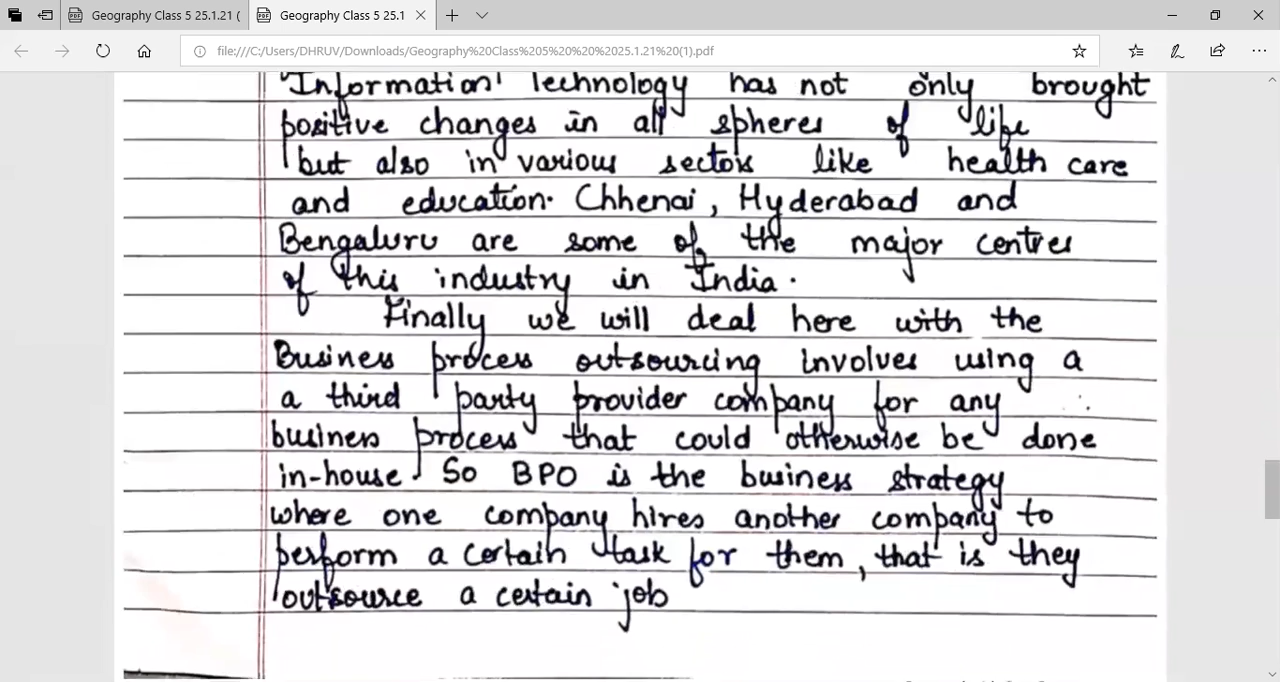 Geography Class 5 25.1.21 (
Geography Class 5 25.1
file:///C:/Users/DHRUV/Downloads/Geography%20Class%205%20%20%2025.1.21%20(1).pdf
'Information' Technology has not only brought
positive changes in all spheres of life
but also in various sectors like health care
and education. Chhenai, Hyderabad and
Bengaluru are some of the major centres
of this industry in India.
Finally we will deal here with the
Business process outsourcing involves using a
a third party provider company for any
business process that could otherwise be done
in-house. So BPO is the business strategy
where one company hires another company to
perform a certain task for them, that is they
outsource a certain job